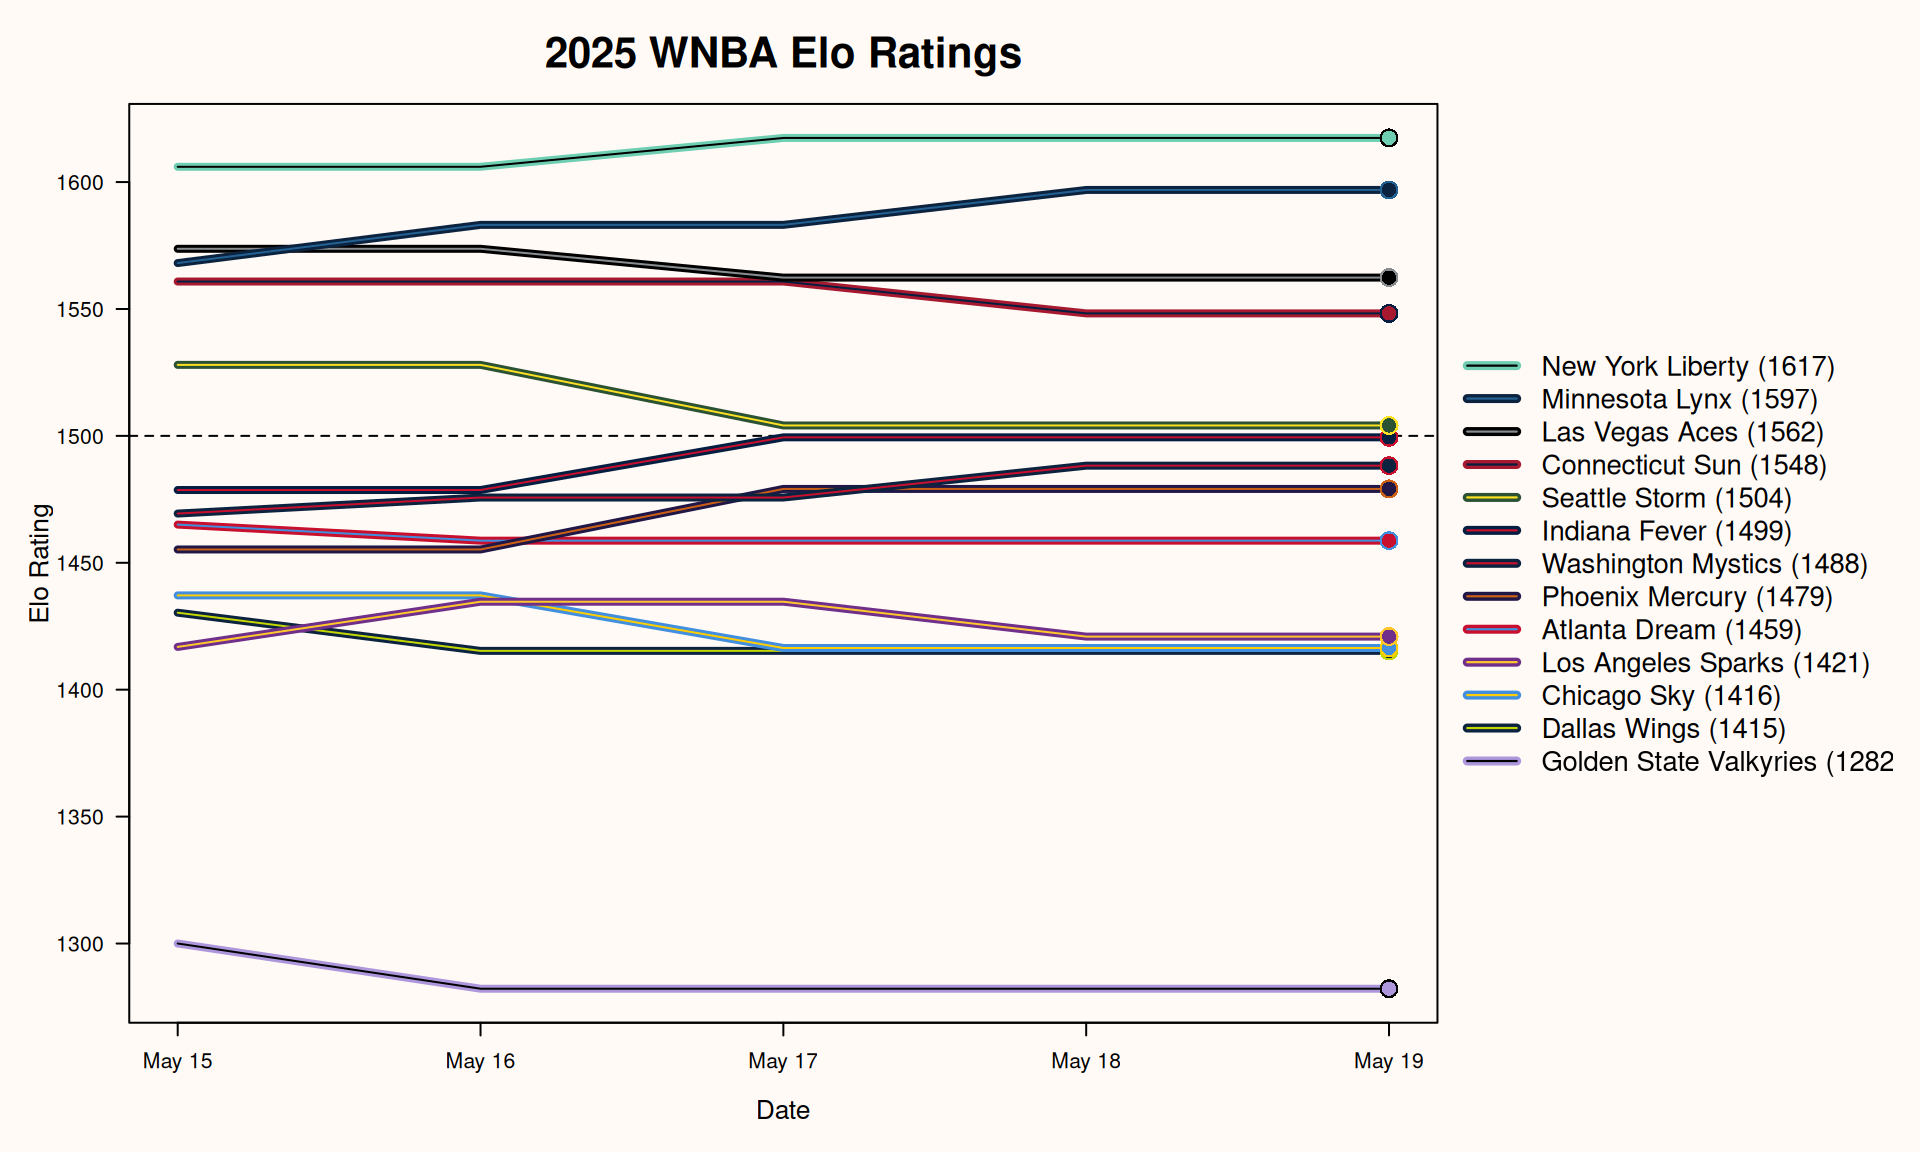 2025 WNBA Elo Ratings
Elo Rating
1600
1550
1500
1450
1400
1350
1300
May 15
May 16
May 17
May 18
May 19
Date
New York Liberty (1617)
Minnesota Lynx (1597)
Las Vegas Aces (1562)
Connecticut Sun (1548)
Seattle Storm (1504)
Indiana Fever (1499)
Washington Mystics (1488)
Phoenix Mercury (1479)
Atlanta Dream (1459)
Los Angeles Sparks (1421)
Chicago Sky (1416)
Dallas Wings (1415)
Golden State Valkyries (1282